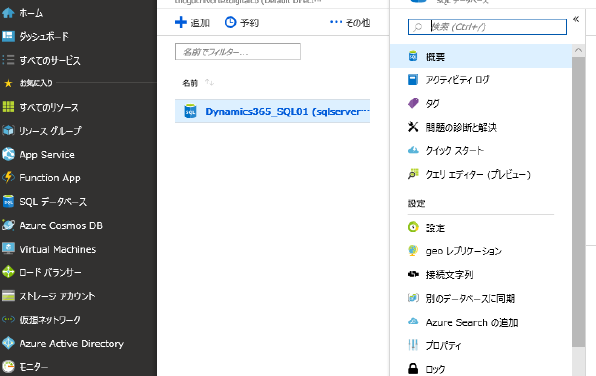 ホーム
ダッシュボード
すべてのサービス
お気に入り
すべてのリソース
リソース グループ
App Service
Function App
SQL データベース
Azure Cosmos DB
Virtual Machines
ロード バランサー
ストレージ アカウント
仮想ネットワーク
Azure Active Directory
モニター
(Default Direc...
追加
予約
その他
名前でフィルター...
名前
Dynamics365_SQL01 (sqlserver...
SQL データベース
検索 (Ctrl+/)
概要
アクティビティ ログ
タグ
問題の診断と解決
クイック スタート
クエリ エディター (プレビュー)
設定
設定
geo レプリケーション
接続文字列
別のデータベースに同期
Azure Search の追加
プロパティ
ロック